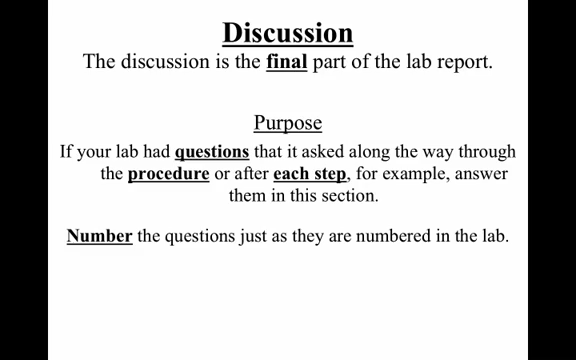 Discussion
The discussion is the final part of the lab report.
Purpose
If your lab had questions that it asked along the way through
the procedure or after each step, for example, answer
them in this section.
Number the questions just as they are numbered in the lab.